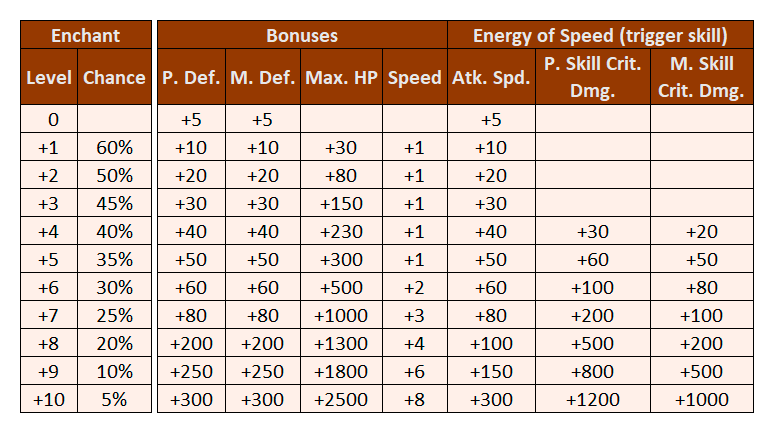 Enchant Bonuses Energy of Speed (trigger skill)
Level Chance P. Def. M. Def. Max. HP Speed Atk. Spd. P. Skill Crit. Dmg. M. Skill Crit. Dmg.
0 +5 +5 +5
+1 60% +10 +10 +30 +1 +10
+2 50% +20 +20 +80 +1 +20
+3 45% +30 +30 +150 +1 +30
+4 40% +40 +40 +230 +1 +40 +30 +20
+5 35% +50 +50 +300 +1 +50 +60 +50
+6 30% +60 +60 +500 +2 +60 +100 +80
+7 25% +80 +80 +1000 +3 +80 +200 +100
+8 20% +200 +200 +1300 +4 +100 +500 +200
+9 10% +250 +250 +1800 +6 +150 +800 +500
+10 5% +300 +300 +2500 +8 +300 +1200 +1000